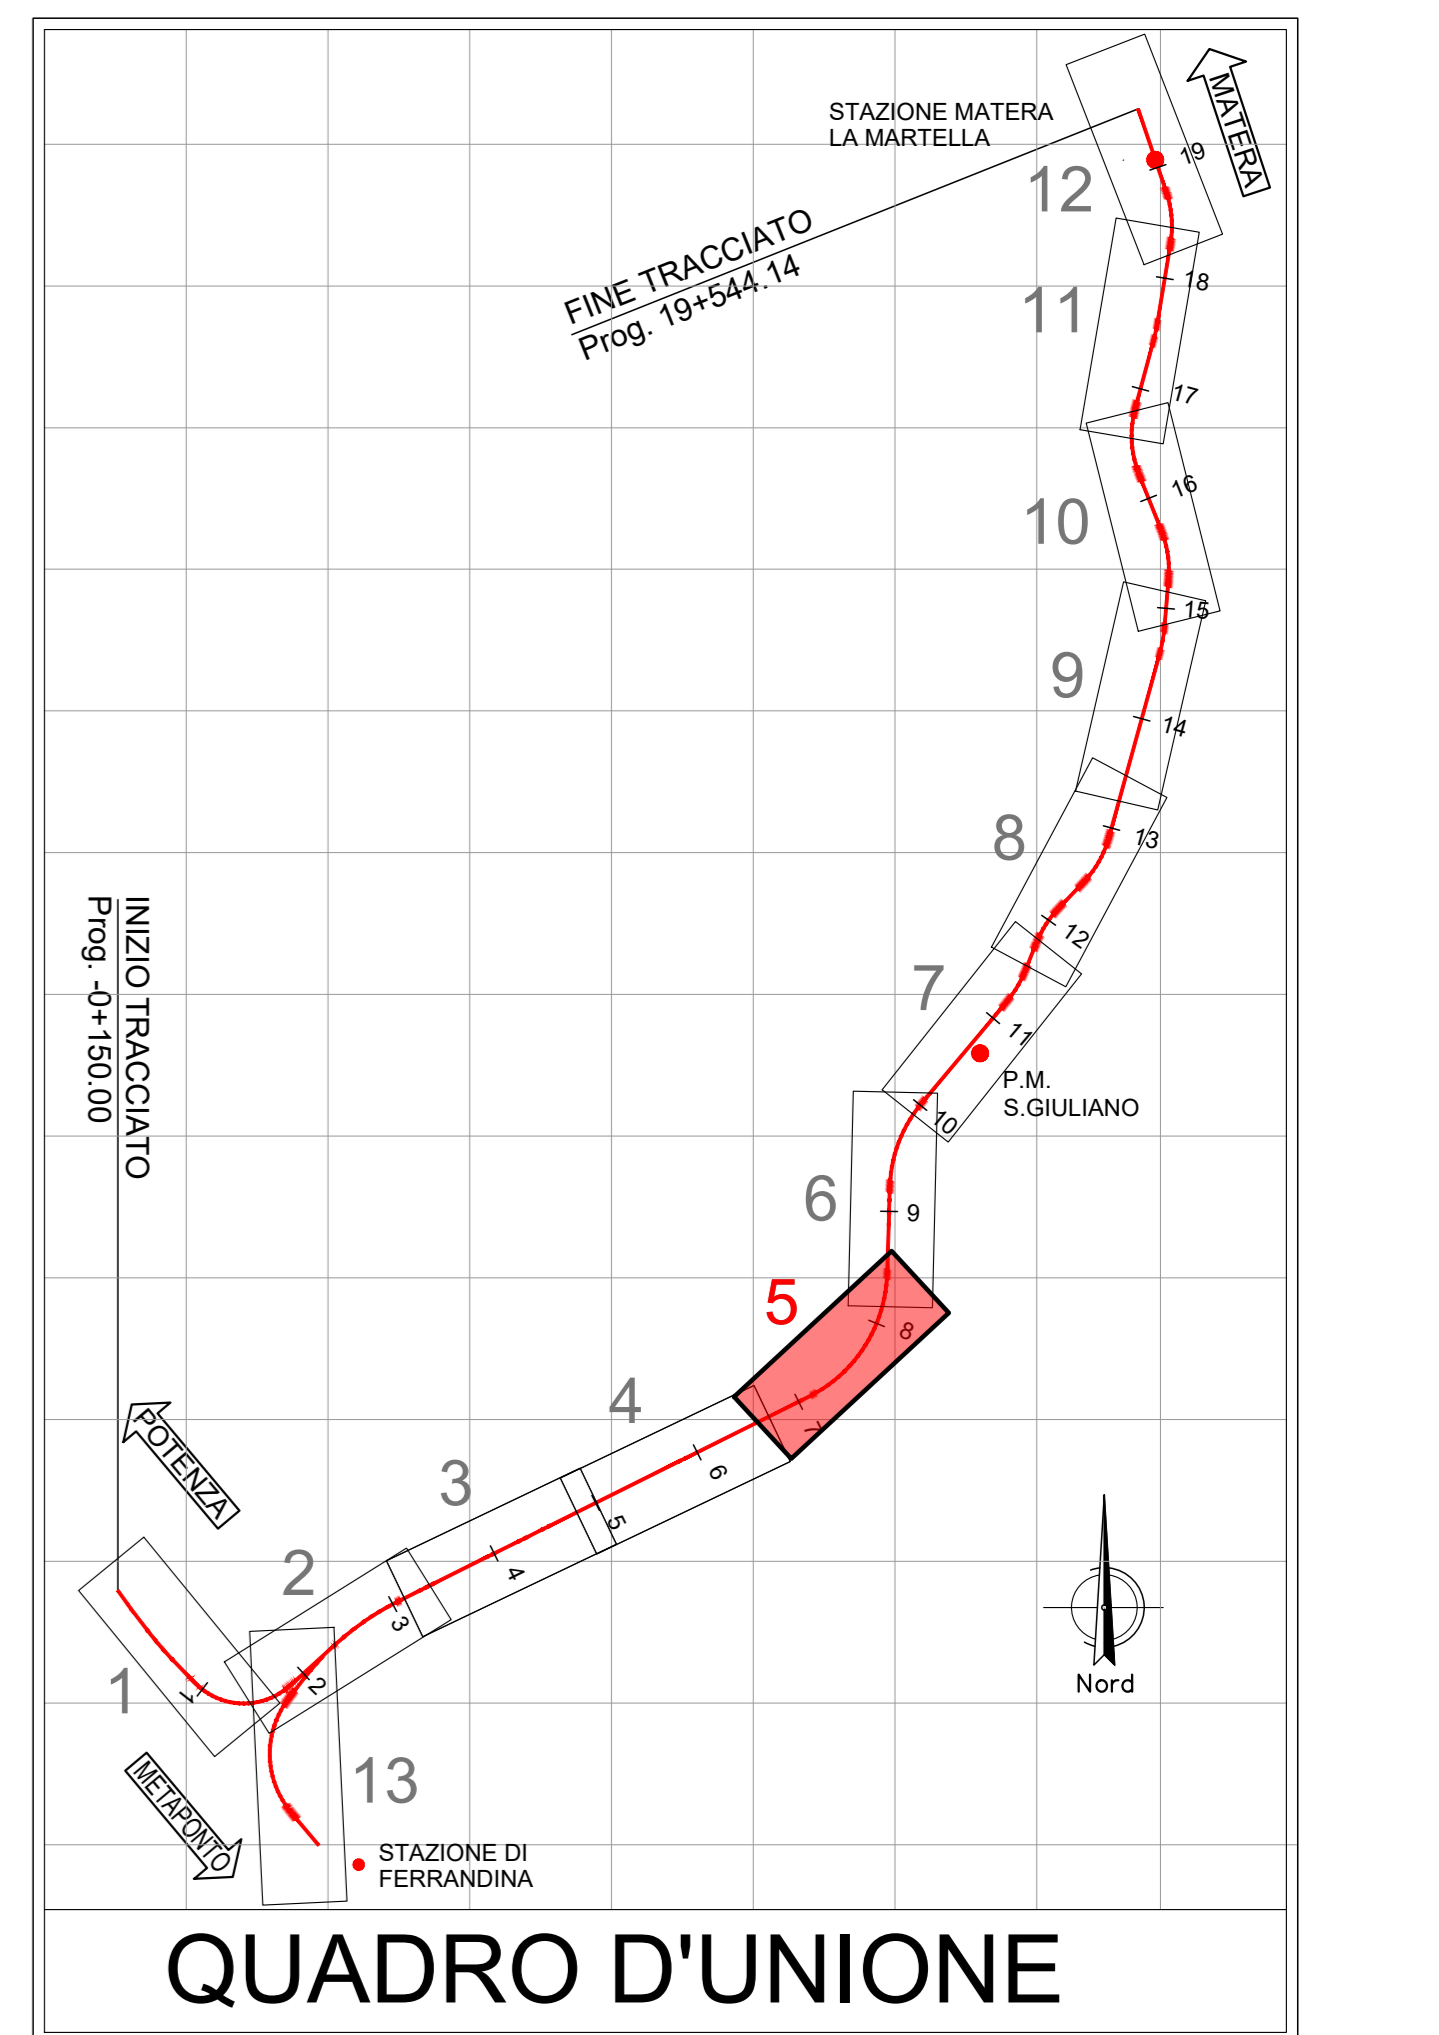 STAZIONE MATERA
LA MARTELLA
MATERA
19
12
FINE TRACCIATO
Prog. 19+544.14
18
11
17
16
10
15
9
14
8
13
12
7
11
P.M.
S.GIULIANO
10
INIZIO TRACCIATO
Prog. -0+150.00
6
9
5
8
4
7
POTENZA
6
3
5
4
2
3
2
1
1
Nord
13
METAPONTO
STAZIONE DI
FERRANDINA
QUADRO D'UNIONE